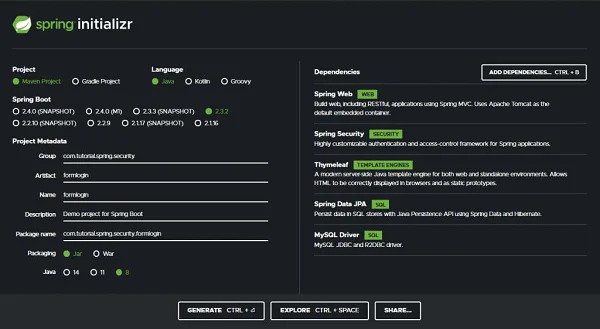 spring initializr
Project
Maven Project Gradle Project
Language
Java Kotlin Groovy
Spring Boot
2.4.0 (SNAPSHOT) 2.4.0 (M1) 2.3.3 (SNAPSHOT) 2.3.2
2.2.10 (SNAPSHOT) 2.2.9 2.1.17 (SNAPSHOT) 2.1.16
Project Metadata
Group com.tutorial.spring.security
Artifact formlogin
Name formlogin
Description Demo project for Spring Boot
Package name com.tutorial.spring.security.formlogin
Packaging Jar War
Java 14 11 8
Dependencies
ADD DEPENDENCIES... CTRL + B
Spring Web WEB
Build web, including RESTful, applications using Spring MVC. Uses Apache Tomcat as the
default embedded container.
Spring Security SECURITY
Highly customizable authentication and access-control framework for Spring applications.
Thymeleaf TEMPLATE ENGINES
A modern server-side Java template engine for both web and standalone environments. Allows
HTML to be correctly displayed in browsers and as static prototypes.
Spring Data JPA SQL
Persist data in SQL stores with Java Persistence API using Spring Data and Hibernate.
MySQL Driver SQL
MySQL JDBC and R2DBC driver.
GENERATE CTRL + ⏎
EXPLORE CTRL + SPACE
SHARE...